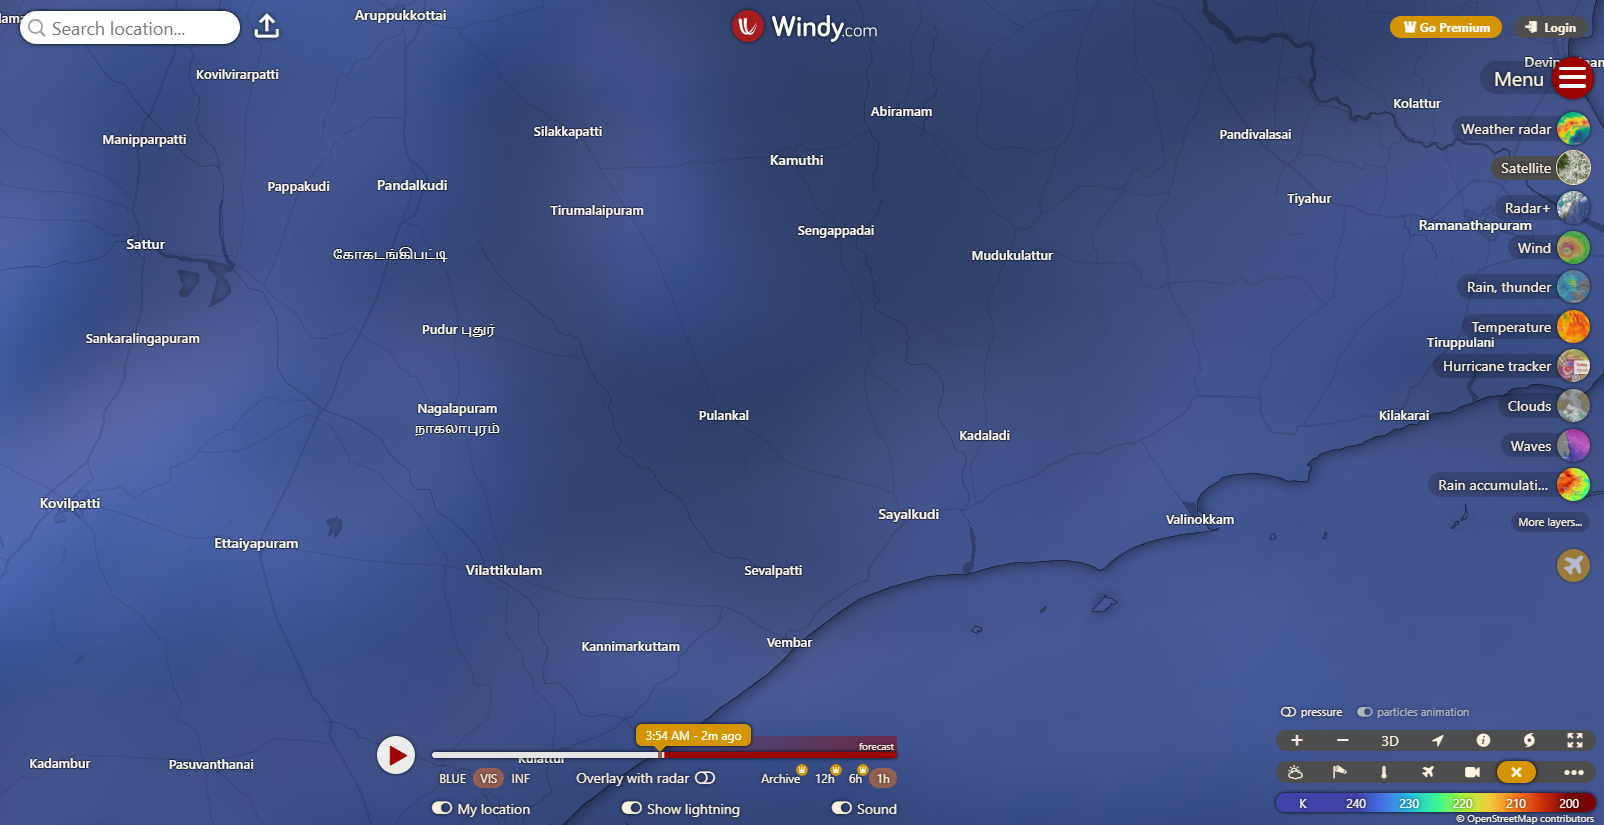 Search location...
Aruppukkottai
Windy.com
Go Premium
Login
Menu
Kovilvirarpatti
Abiramam
Kolattur
Manipparpatti
Silakkapatti
Pandivalasai
Weather radar
Kamuthi
Satellite
Pappakudi
Pandalkudi
Tirumalaipuram
Tiyahur
Radar+
Ramanathapuram
Sengappadai
Sattur
கோகடங்கிபட்டி
Mudukulattur
Wind
Rain, thunder
Pudur புதுர்
Temperature
Sankaralingapuram
Tiruppulani
Hurricane tracker
Nagalapuram
நாகலாபுரம்
Pulankal
Kilakarai
Clouds
Kadaladi
Waves
Rain accumulati...
Kovilpatti
Sayalkudi
Valinokkam
More layers...
Ettaiyapuram
Vilattikulam
Sevalpatti
Kannimarkuttam
Vembar
pressure
particles animation
3:54 AM - 2m ago
forecast
3D
Kadambur
Pasuvanthanai
Kulattur
BLUE
VIS
INF
Overlay with radar
Archive
12h
6h
1h
My location
Show lightning
Sound
K 240 230 220 210 200
© OpenStreetMap contributors